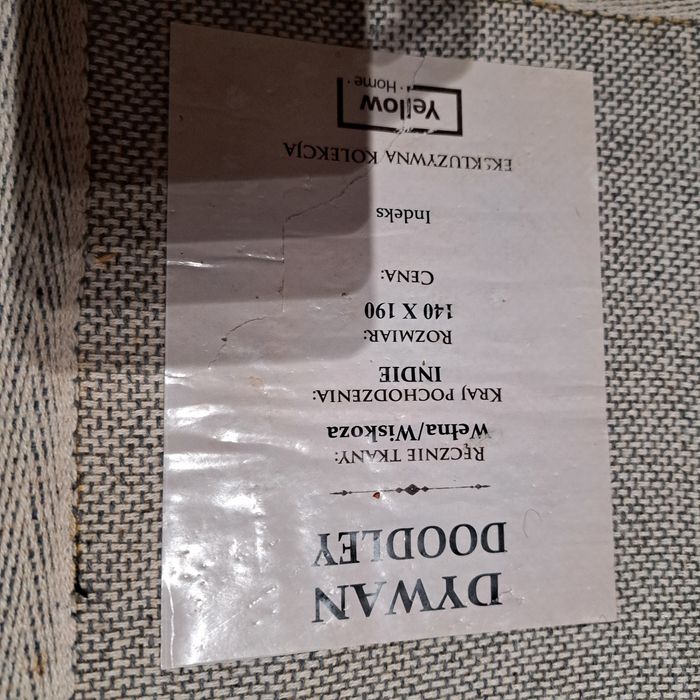 DYWAN
DOODLEY
RĘCZNIE TKANY:
Wełna/Wiskoza
KRAJ POCHODZENIA:
INDIE
ROZMIAR:
140 X 190
CENA:
Indeks
EKSKLUZYWNA KOLEKCJA
Yellow
· Home ·